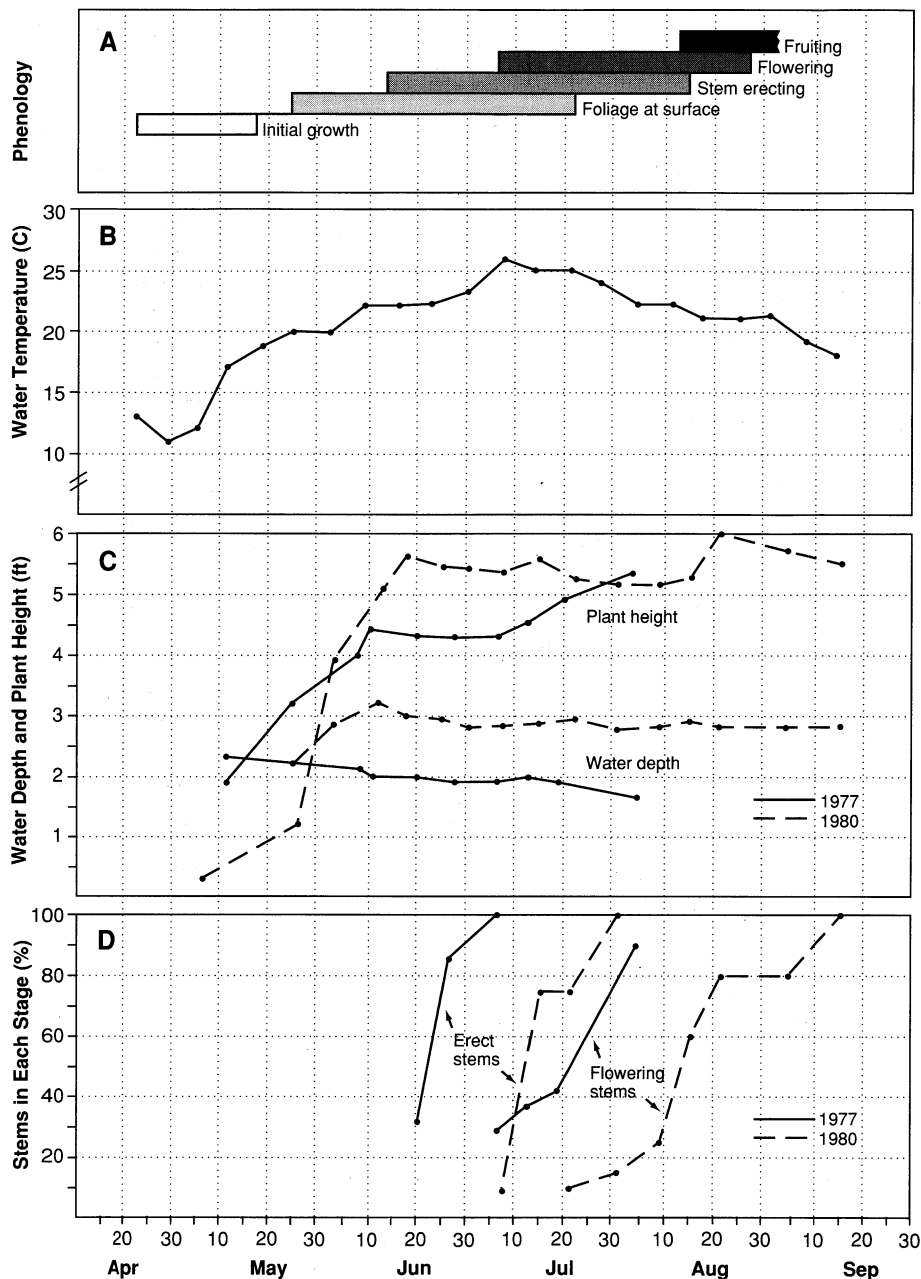 A
Phenology
Fruiting
Flowering
Stem erecting
Foliage at surface
Initial growth
B
Water Temperature (C)
30
25
20
15
10
C
Water Depth and Plant Height (ft)
6
5
4
3
2
1
Plant height
Water depth
1977
1980
D
Stems in Each Stage (%)
100
80
60
40
20
Erect
stems
Flowering
stems
1977
1980
20 30 10 20 30 10 20 30 10 20 30 10 20 30 10 20 30
Apr May Jun Jul Aug Sep